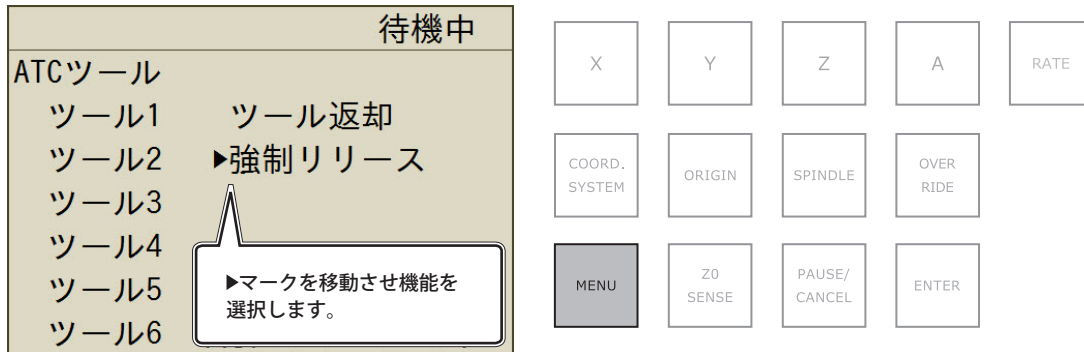 待機中
ATCツール
ツール1 ツール返却
ツール2 ▶強制リリース
ツール3
ツール4
ツール5
ツール6
▶マークを移動させ機能を
選択します。
X Y Z A RATE
COORD.
SYSTEM
ORIGIN
SPINDLE
OVER
RIDE
MENU
Z0
SENSE
PAUSE/
CANCEL
ENTER